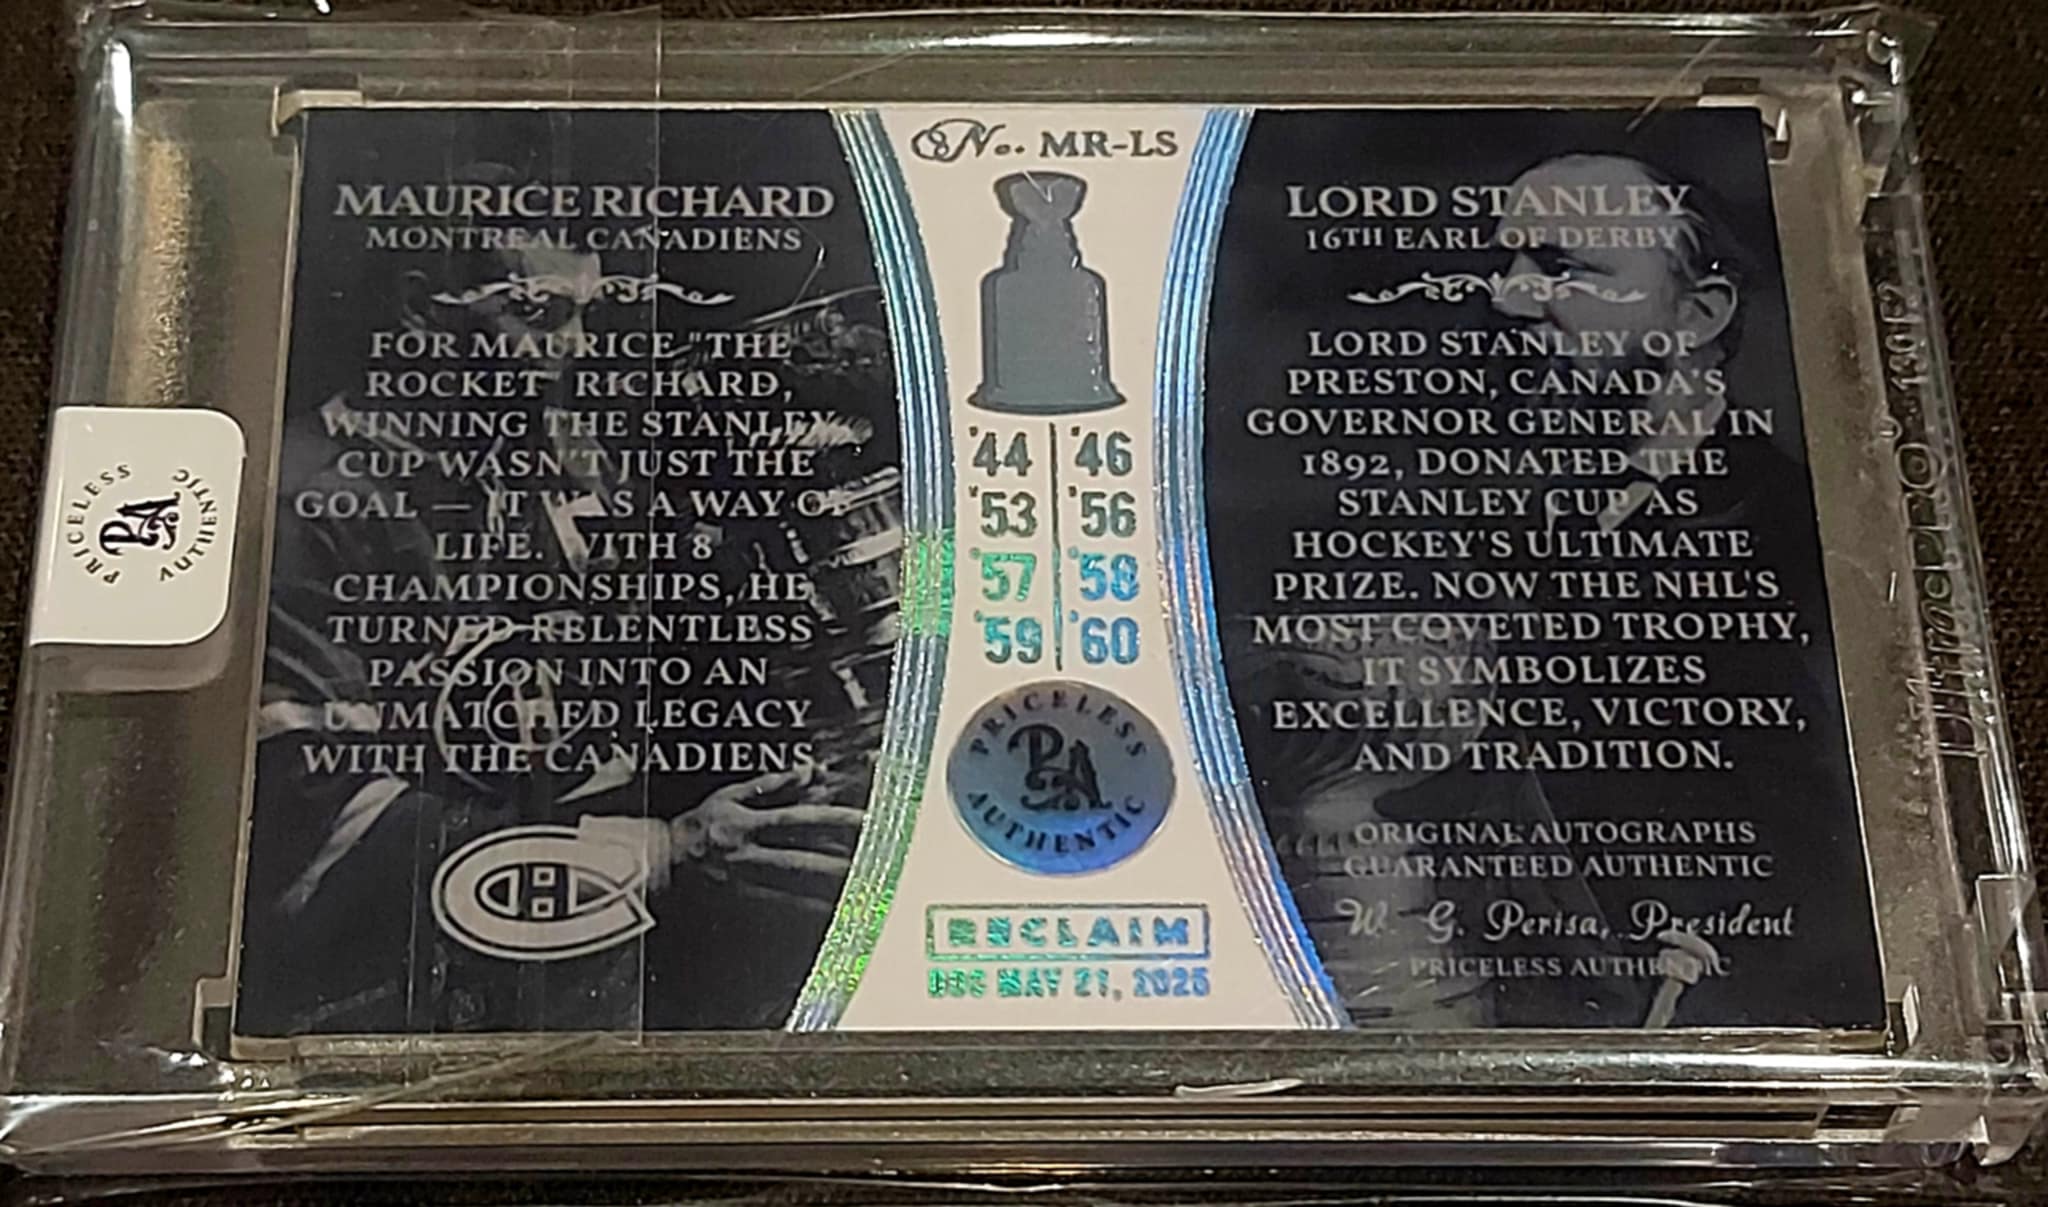 No. MR-LS
MAURICE RICHARD
MONTREAL CANADIENS
FOR MAURICE "THE
ROCKET" RICHARD,
WINNING THE STANLEY
CUP WASN'T JUST THE
GOAL — IT WAS A WAY OF
LIFE. WITH 8
CHAMPIONSHIPS, HE
TURNED RELENTLESS
PASSION INTO AN
UNMATCHED LEGACY
WITH THE CANADIENS.
'44 '46
'53 '56
'57 '58
'59 '60
PRICELESS
PA
AUTHENTIC
RECLAIM
DSC MAY 21, 2025
LORD STANLEY
16TH EARL OF DERBY
LORD STANLEY OF
PRESTON, CANADA'S
GOVERNOR GENERAL IN
1892, DONATED THE
STANLEY CUP AS
HOCKEY'S ULTIMATE
PRIZE. NOW THE NHL'S
MOST COVETED TROPHY,
IT SYMBOLIZES
EXCELLENCE, VICTORY,
AND TRADITION.
ORIGINAL AUTOGRAPHS
GUARANTEED AUTHENTIC
W. G. Perisa, President
PRICELESS AUTHENTIC
PRICELESS
PA
AUTHENTIC